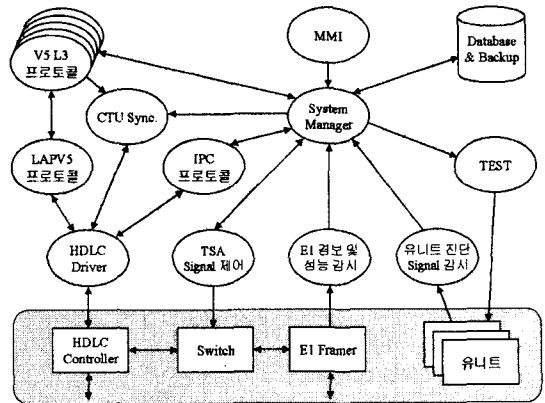 V5 L3
프로토콜
MMI
Database
& Backup
CTU Sync.
System
Manager
LAPV5
프로토콜
IPC
프로토콜
TEST
HDLC
Driver
TSA
Signal 제어
E1 경보 및
성능 감시
유니트 진단
Signal 감시
HDLC
Controller
Switch
E1 Framer
유니트